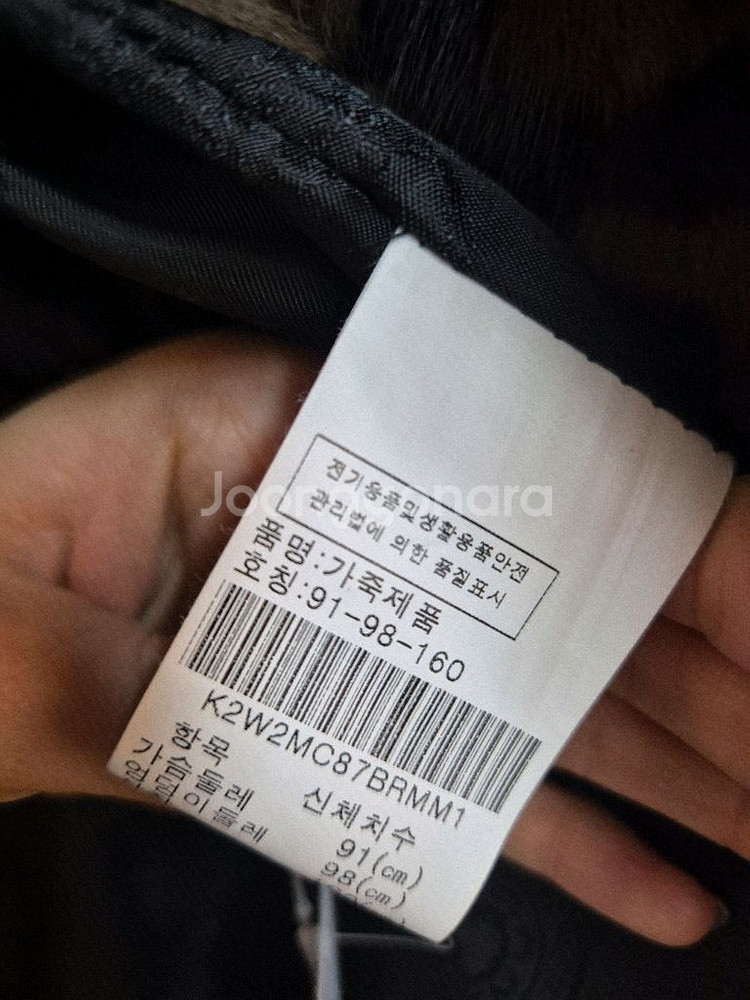 Joonggonara
전기용품및생활용품안전
관리법에 의한 품질표시
품명:가죽제품
호칭:91-98-160
K2W2MC87BRMM1
항목 신체치수
가슴둘레 91(cm)
엉덩이둘레 98(cm)